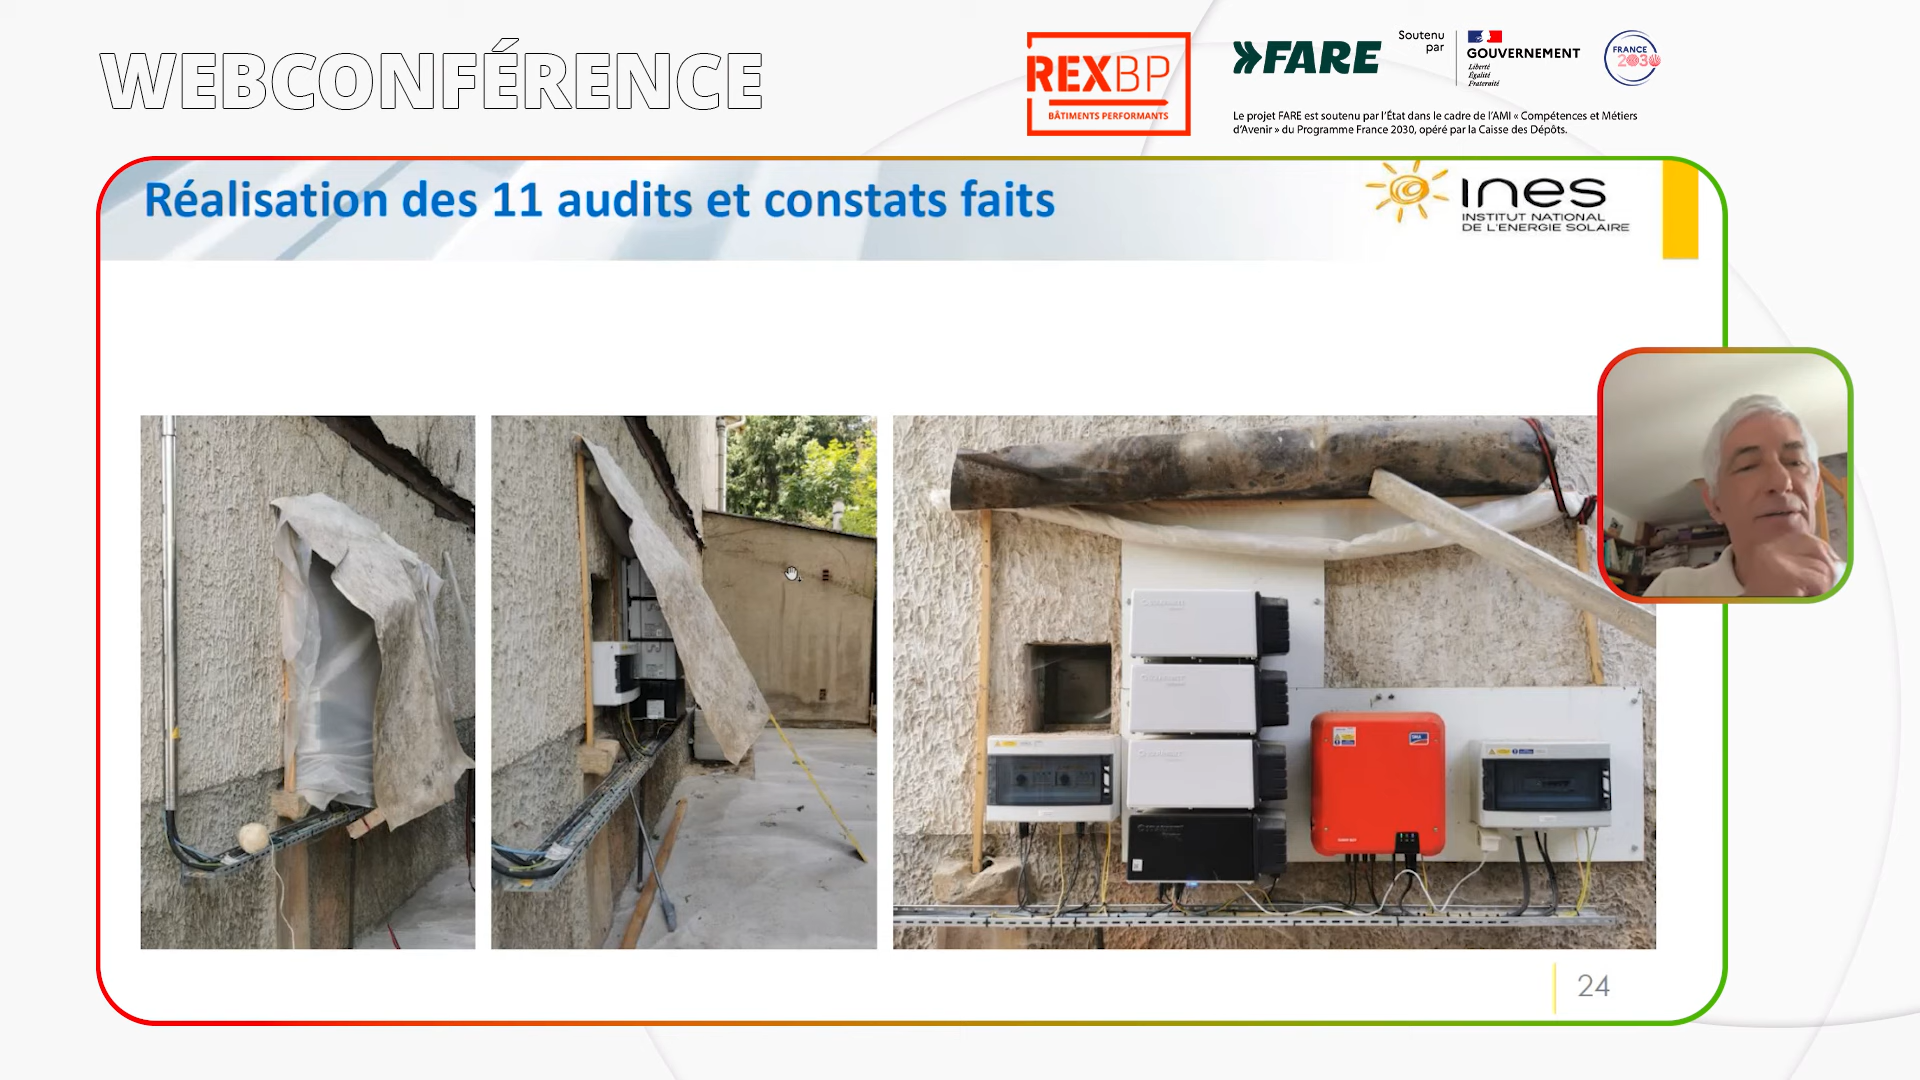 WEBCONFÉRENCE
REXBP
BÂTIMENTS PERFORMANTS
FARE
Soutenu
par
GOUVERNEMENT
Liberté
Égalité
Fraternité
FRANCE
2030
Le projet FARE est soutenu par l'État dans le cadre de l'AMI « Compétences et Métiers
d'Avenir » du Programme France 2030, opéré par la Caisse des Dépôts.
Réalisation des 11 audits et constats faits
ines
INSTITUT NATIONAL
DE L'ENERGIE SOLAIRE
SMA
24